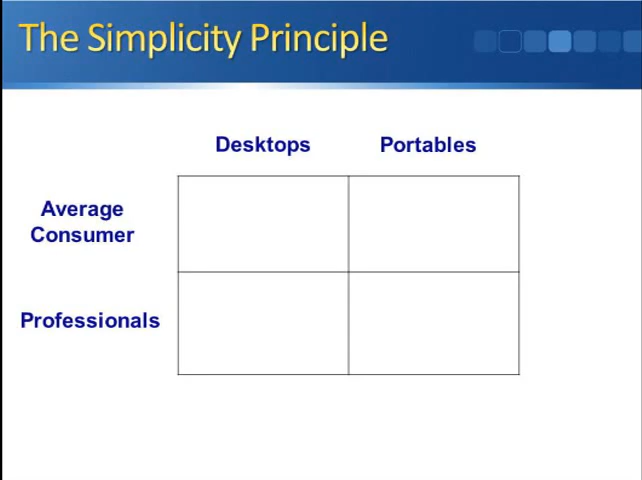 The Simplicity Principle
Desktops Portables
Average
Consumer
Professionals